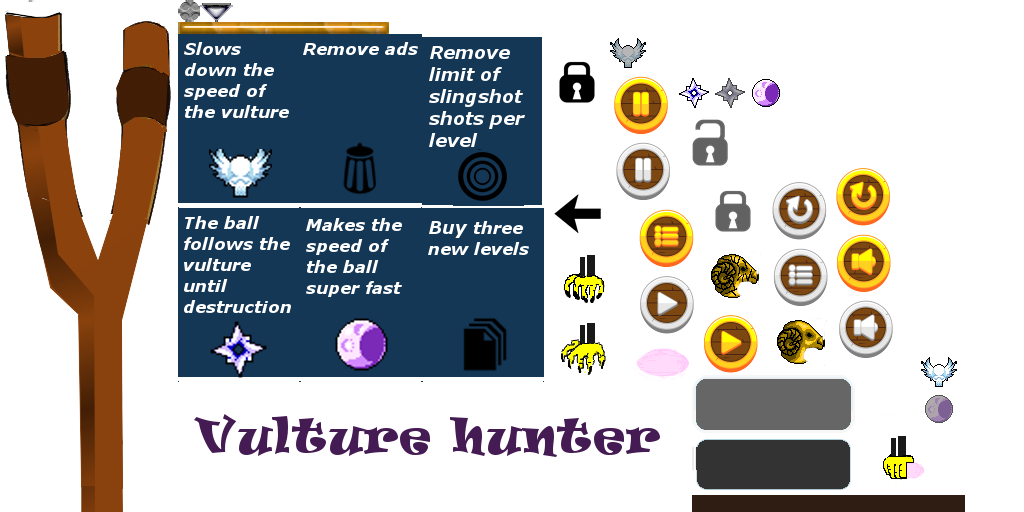 Slows
down the
speed of
the vulture
Remove ads
Remove
limit of
slingshot
shots per
level
The ball
follows the
vulture
until
destruction
Makes the
speed of
the ball
super fast
Buy three
new levels
Vulture hunter